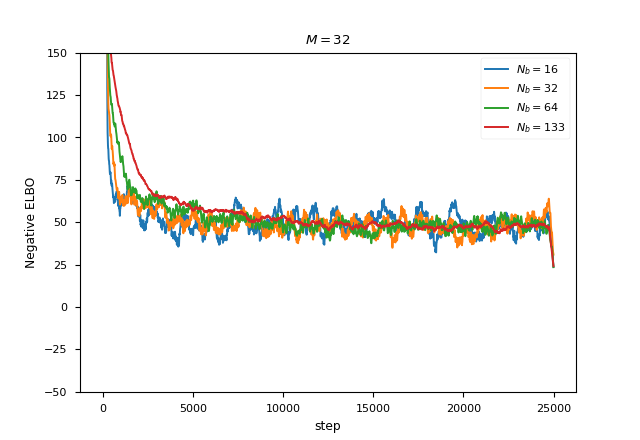 M = 32
150
125
100
75
50
25
0
−25
−50
Negative ELBO
N_b = 16
N_b = 32
N_b = 64
N_b = 133
0 5000 10000 15000 20000 25000
step